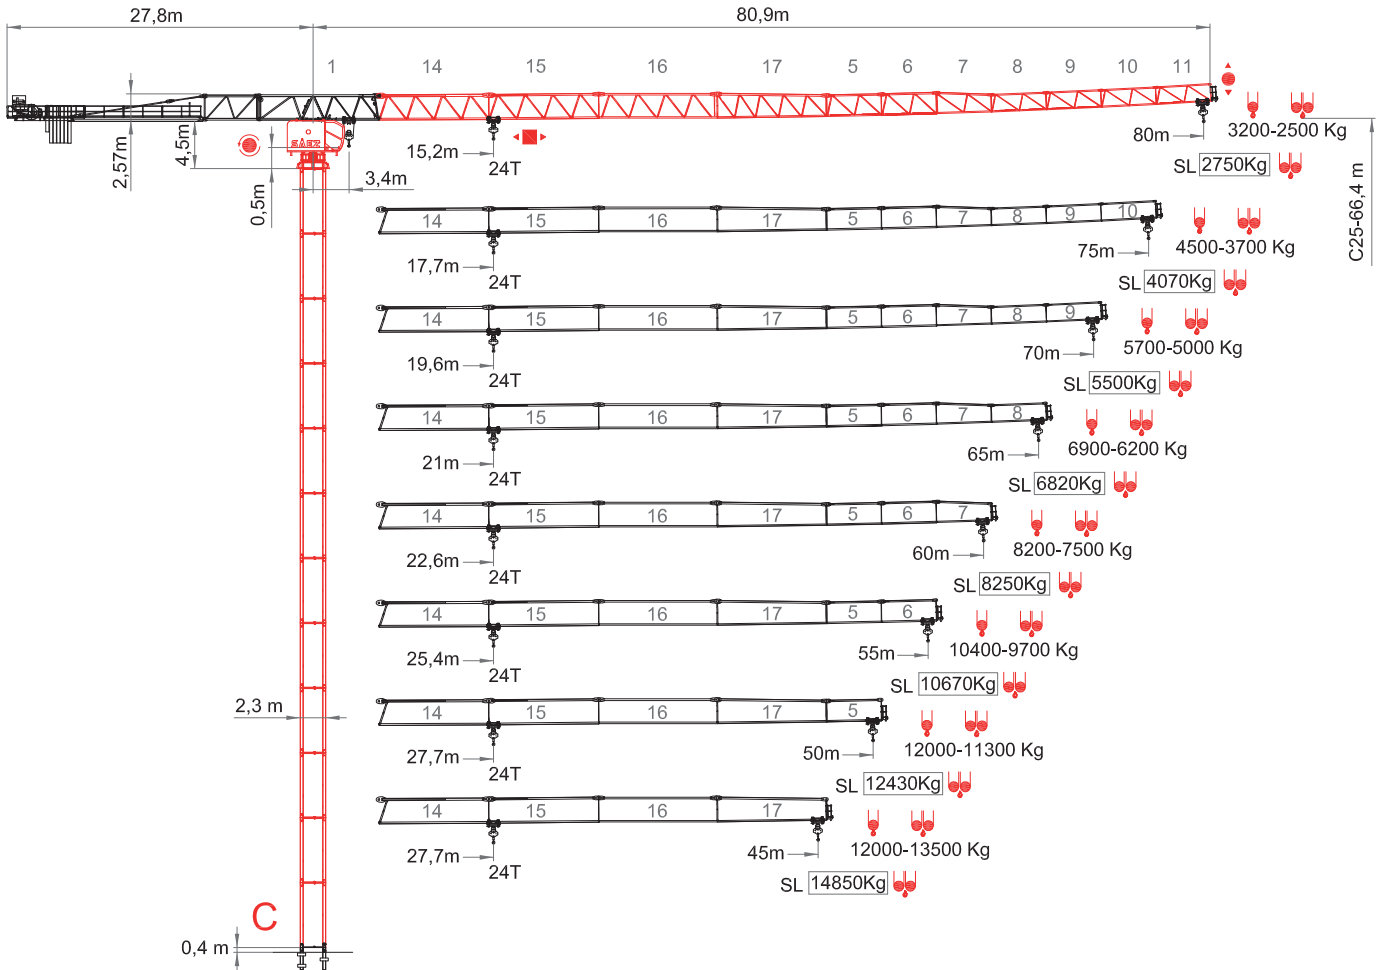 27,8m
80,9m
1 14 15 16 17 5 6 7 8 9 10 11
2,57m
4,5m
0,5m
SAEZ
3,4m
15,2m
24T
80m
3200-2500 Kg
SL 2750Kg
C25-66,4 m
14 15 16 17 5 6 7 8 9 10
17,7m
24T
75m
4500-3700 Kg
SL 4070Kg
14 15 16 17 5 6 7 8 9
19,6m
24T
70m
5700-5000 Kg
SL 5500Kg
14 15 16 17 5 6 7 8
21m
24T
65m
6900-6200 Kg
SL 6820Kg
14 15 16 17 5 6 7
22,6m
24T
60m
8200-7500 Kg
SL 8250Kg
14 15 16 17 5 6
25,4m
24T
55m
10400-9700 Kg
SL 10670Kg
2,3 m
14 15 16 17 5
27,7m
24T
50m
12000-11300 Kg
SL 12430Kg
14 15 16 17
27,7m
24T
45m
12000-13500 Kg
SL 14850Kg
C
0,4 m